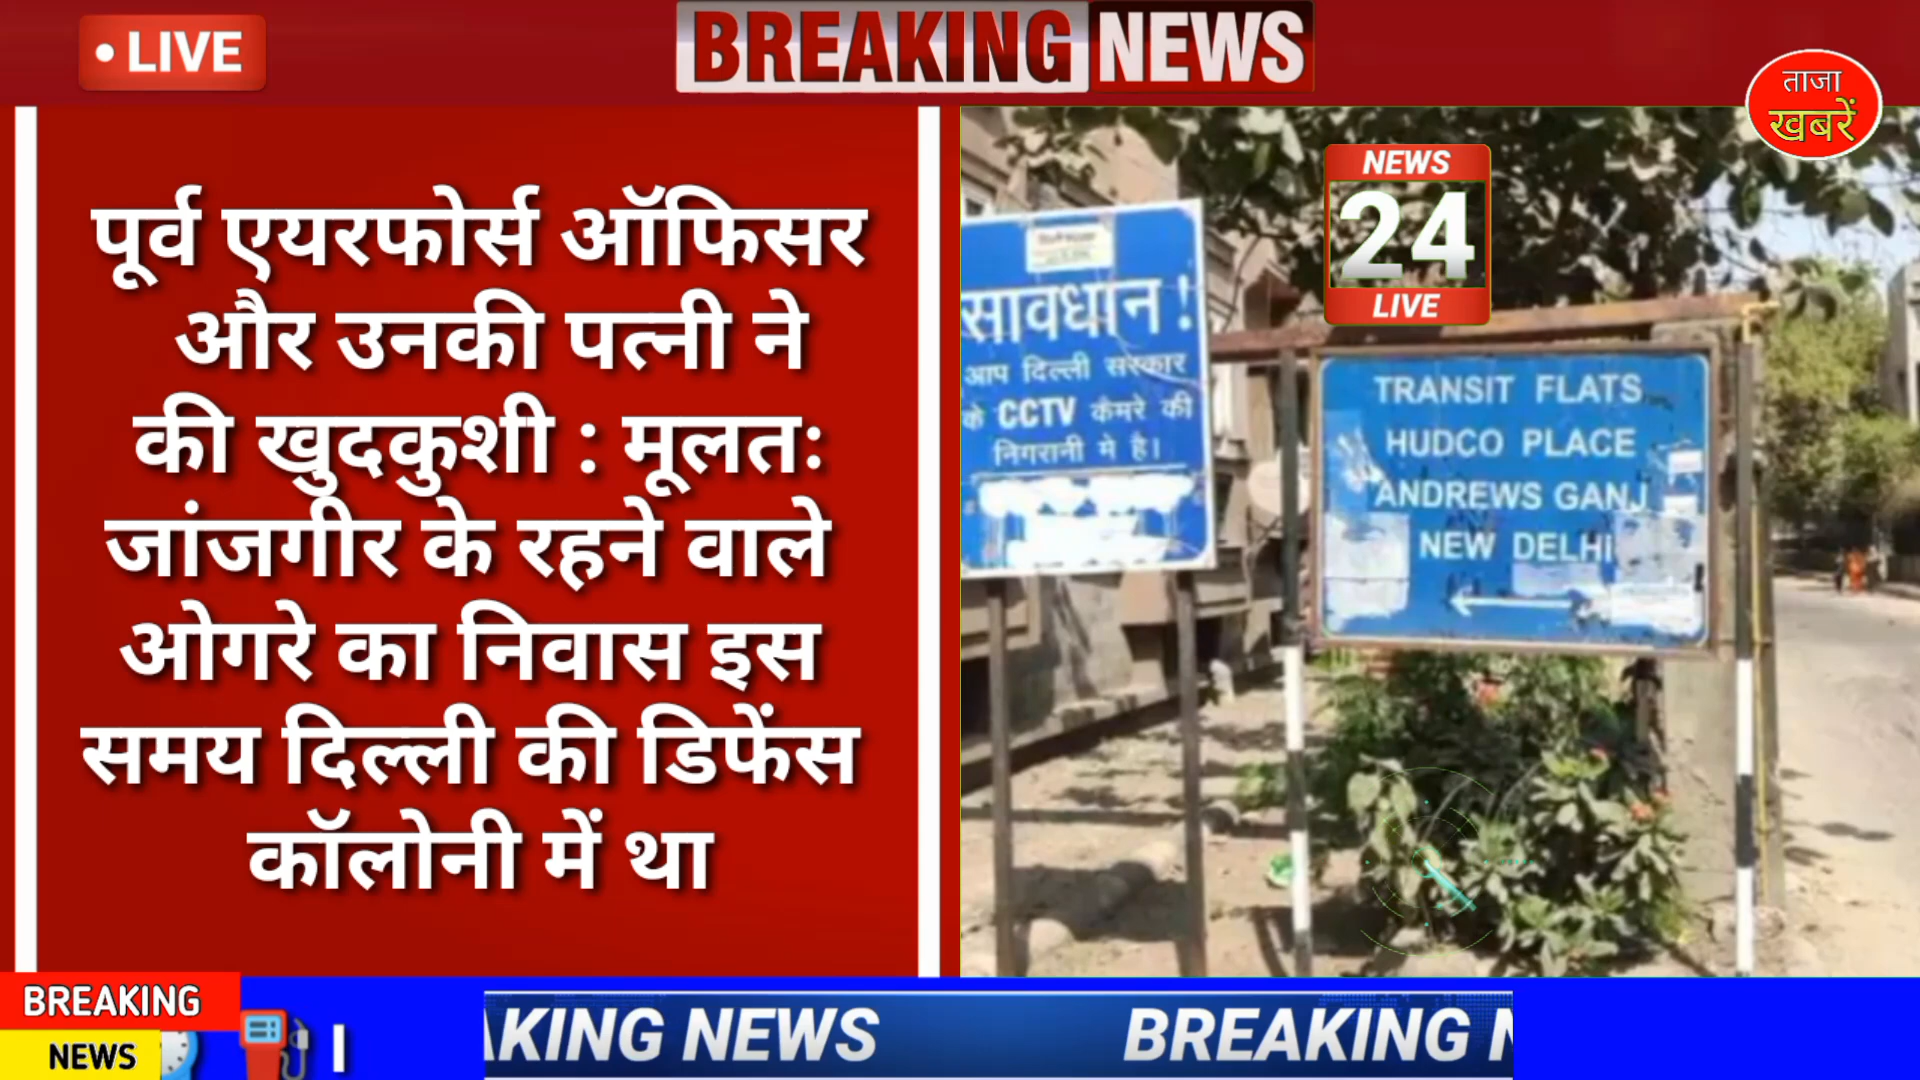 • LIVE
BREAKING NEWS
ताजा
खबरें
पूर्व एयरफोर्स ऑफिसर
और उनकी पत्नी ने
की खुदकुशी : मूलतः
जांजगीर के रहने वाले
ओगरे का निवास इस
समय दिल्ली की डिफेंस
कॉलोनी में था
NEWS
24
LIVE
सावधान !
आप दिल्ली सरकार
के CCTV कैमरे की
निगरानी मे है।
TRANSIT FLATS
HUDCO PLACE
ANDREWS GANJ
NEW DELHI
BREAKING
NEWS
AKING NEWS BREAKING N